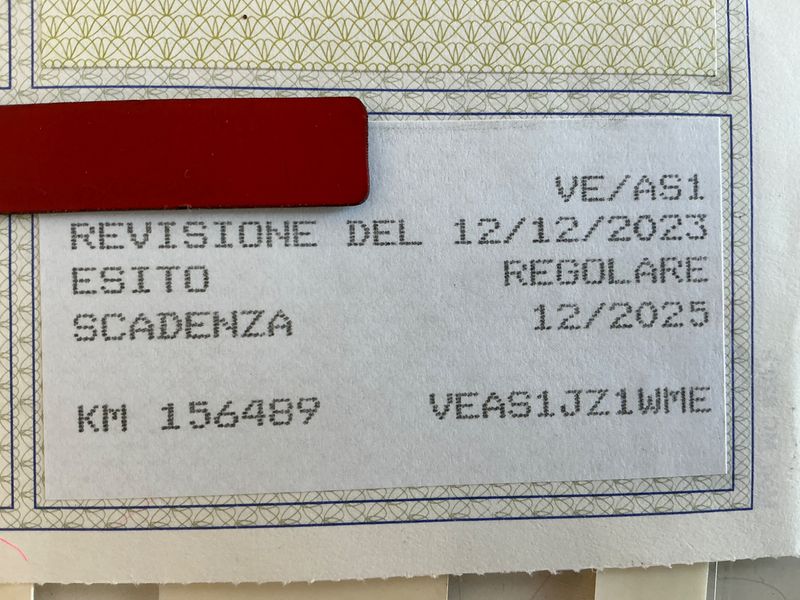 VE/AS1
REVISIONE DEL 12/12/2023
ESITO REGOLARE
SCADENZA 12/2025
KM 156489 VEAS1JZ1WME